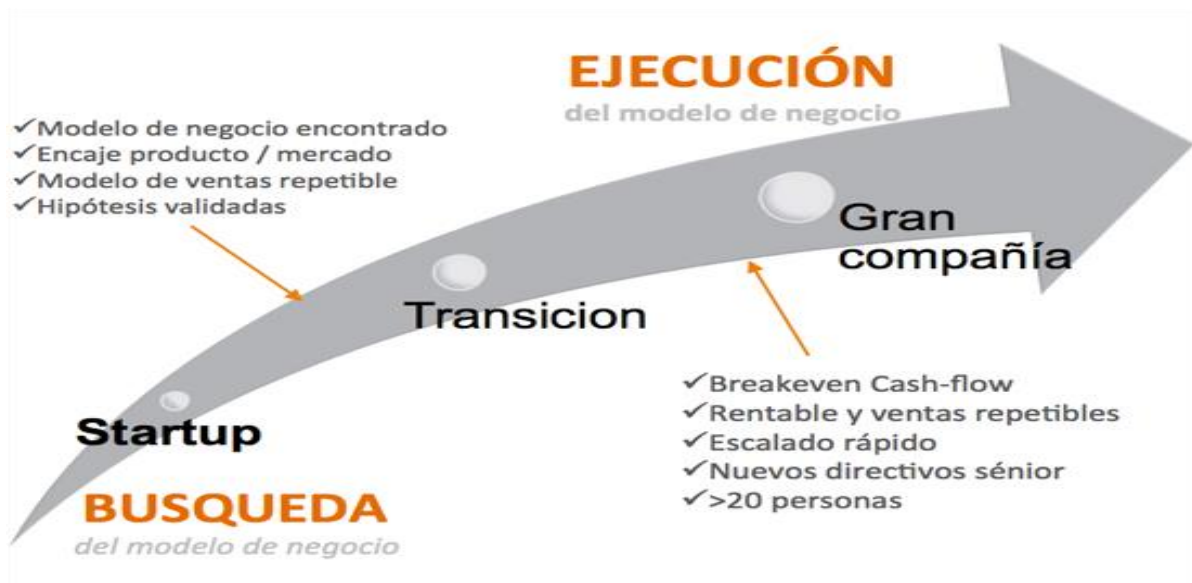 EJECUCIÓN
del modelo de negocio
✓Modelo de negocio encontrado
✓Encaje producto / mercado
✓Modelo de ventas repetible
✓Hipótesis validadas
Gran
compañía
Transicion
✓Breakeven Cash-flow
✓Rentable y ventas repetibles
✓Escalado rápido
✓Nuevos directivos sénior
✓>20 personas
Startup
BUSQUEDA
del modelo de negocio